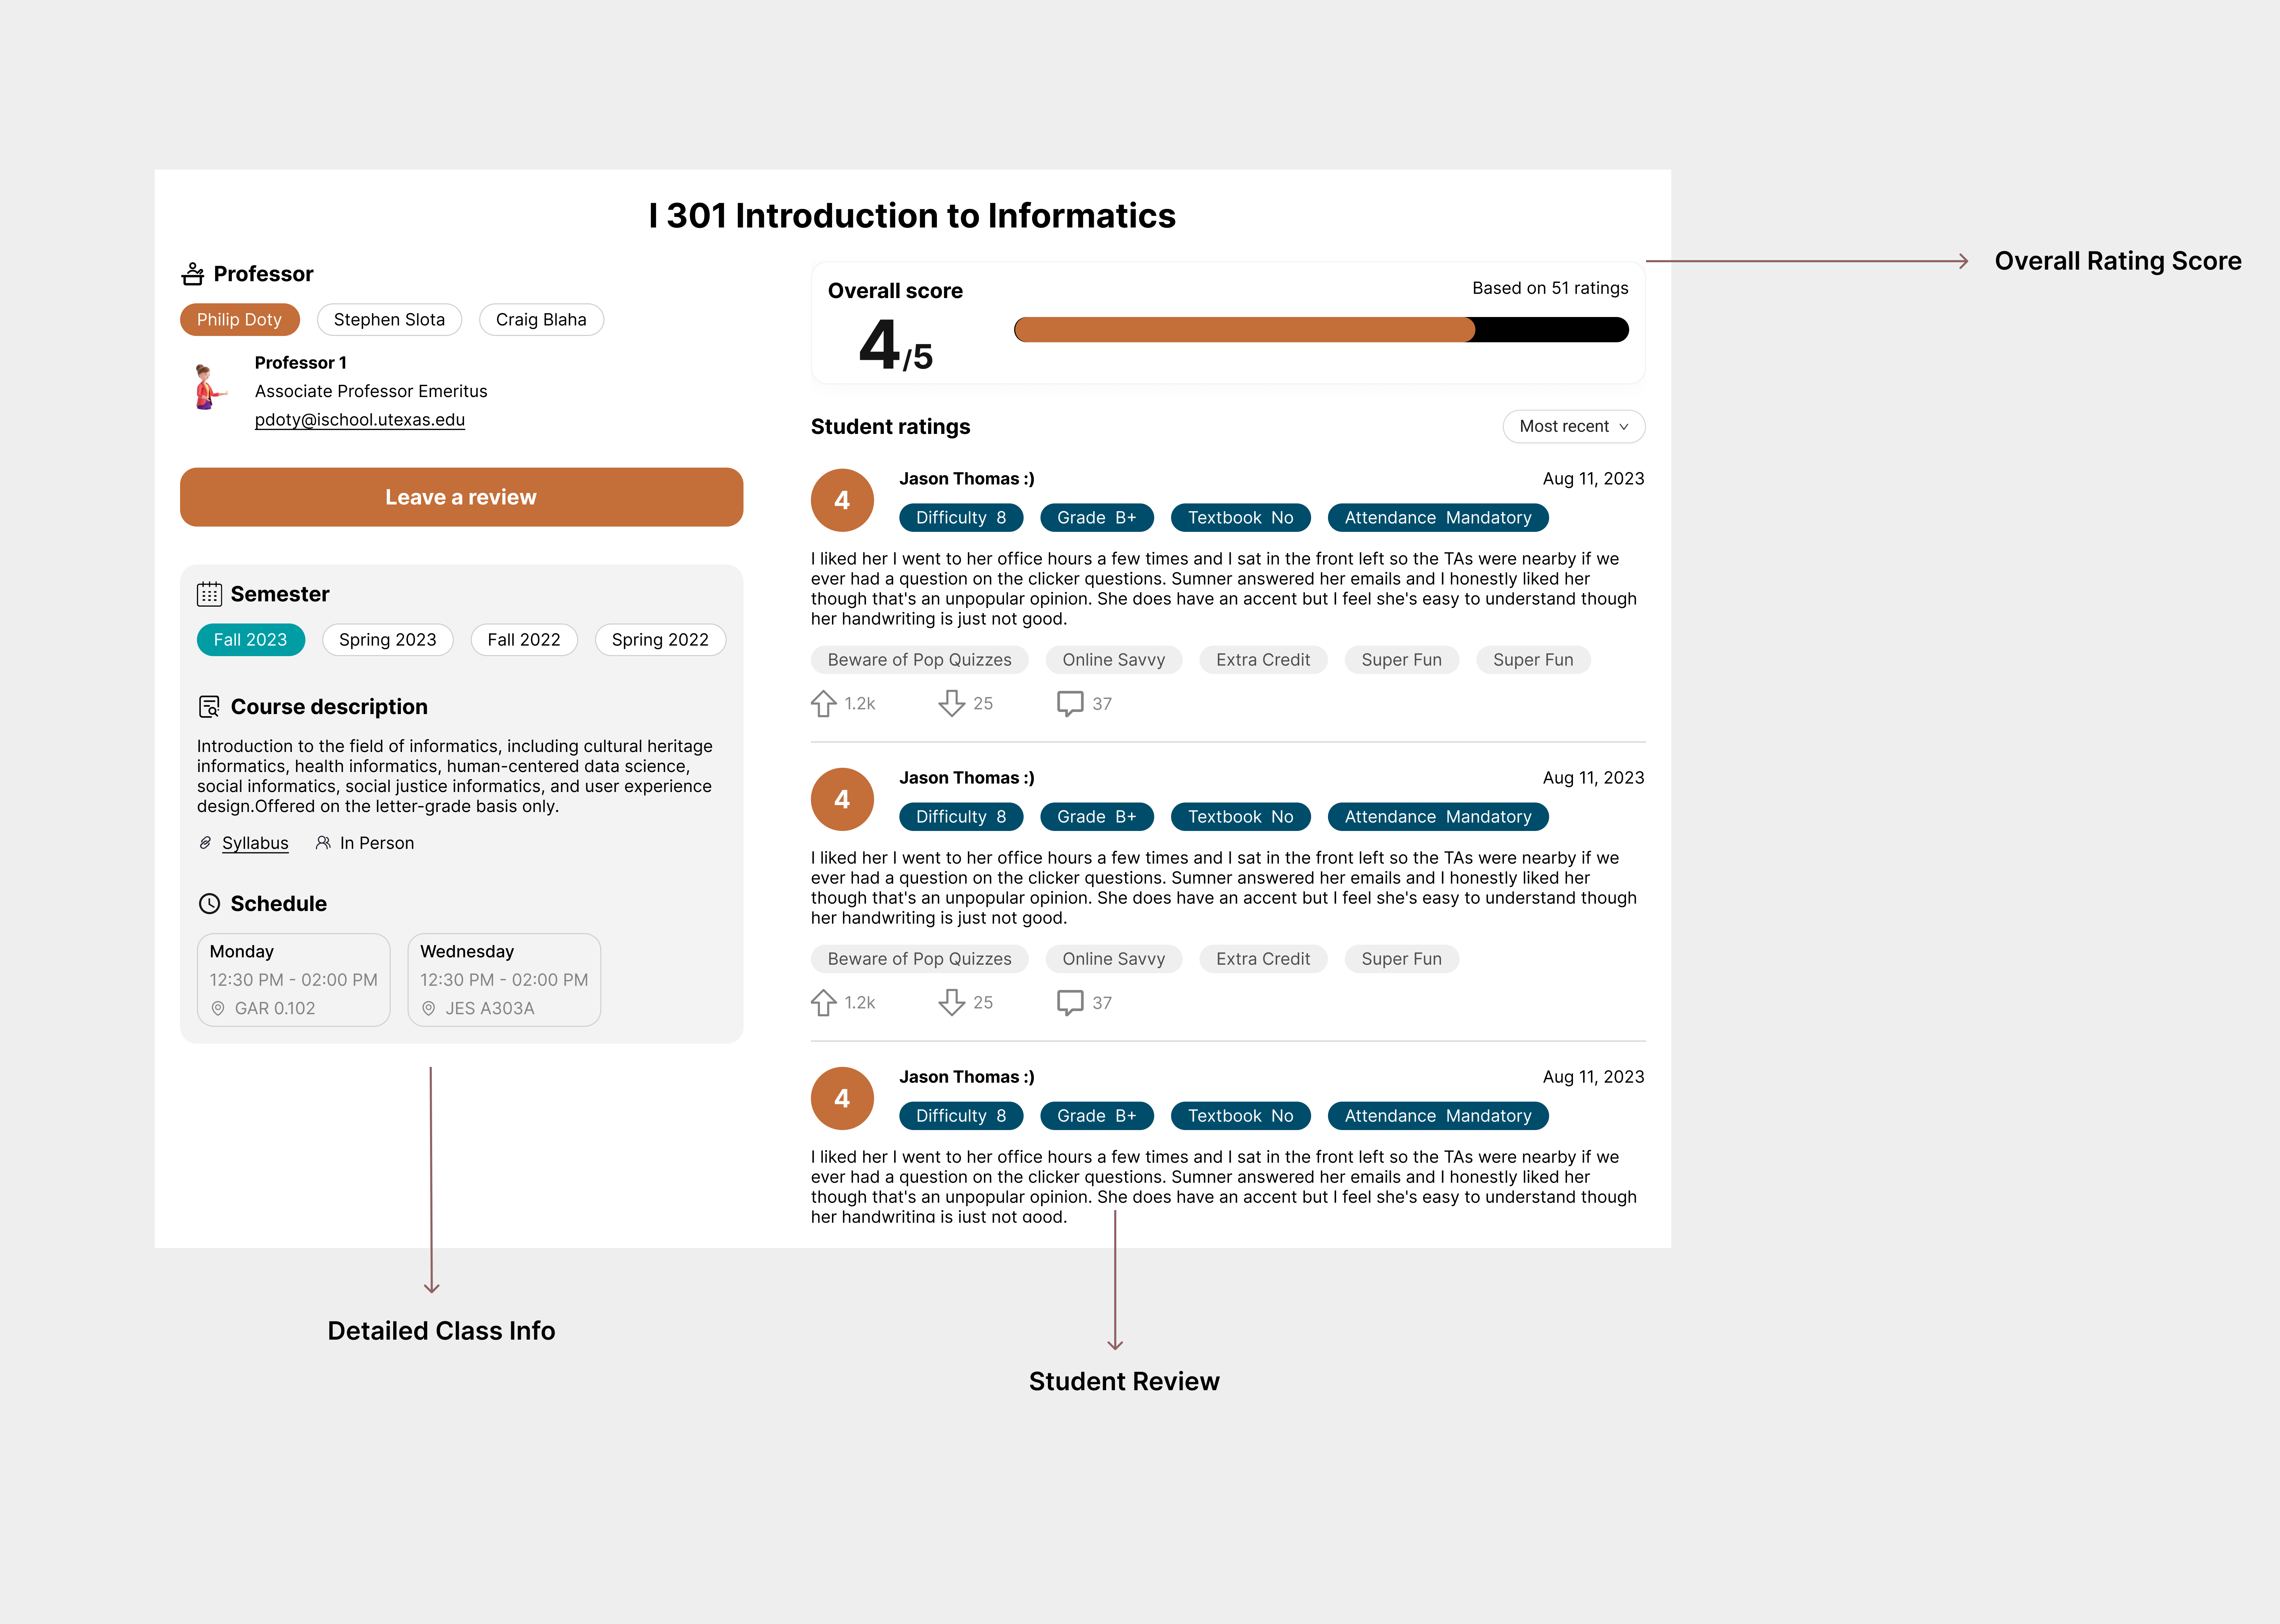 I 301 Introduction to Informatics
Professor
Philip Doty Stephen Slota Craig Blaha
Professor 1
Associate Professor Emeritus
pdoty@ischool.utexas.edu
Leave a review
Semester
Fall 2023 Spring 2023 Fall 2022 Spring 2022
Course description
Introduction to the field of informatics, including cultural heritage
informatics, health informatics, human-centered data science,
social informatics, social justice informatics, and user experience
design.Offered on the letter-grade basis only.
Syllabus In Person
Schedule
Monday
12:30 PM - 02:00 PM
GAR 0.102
Wednesday
12:30 PM - 02:00 PM
JES A303A
Detailed Class Info
Overall score
Based on 51 ratings
4/5
Overall Rating Score
Student ratings
Most recent
4
Jason Thomas :)
Aug 11, 2023
Difficulty 8 Grade B+ Textbook No Attendance Mandatory
I liked her I went to her office hours a few times and I sat in the front left so the TAs were nearby if we
ever had a question on the clicker questions. Sumner answered her emails and I honestly liked her
though that's an unpopular opinion. She does have an accent but I feel she's easy to understand though
her handwriting is just not good.
Beware of Pop Quizzes Online Savvy Extra Credit Super Fun Super Fun
1.2k 25 37
4
Jason Thomas :)
Aug 11, 2023
Difficulty 8 Grade B+ Textbook No Attendance Mandatory
I liked her I went to her office hours a few times and I sat in the front left so the TAs were nearby if we
ever had a question on the clicker questions. Sumner answered her emails and I honestly liked her
though that's an unpopular opinion. She does have an accent but I feel she's easy to understand though
her handwriting is just not good.
Beware of Pop Quizzes Online Savvy Extra Credit Super Fun
1.2k 25 37
4
Jason Thomas :)
Aug 11, 2023
Difficulty 8 Grade B+ Textbook No Attendance Mandatory
I liked her I went to her office hours a few times and I sat in the front left so the TAs were nearby if we
ever had a question on the clicker questions. Sumner answered her emails and I honestly liked her
though that's an unpopular opinion. She does have an accent but I feel she's easy to understand though
her handwriting is just not good.
Student Review